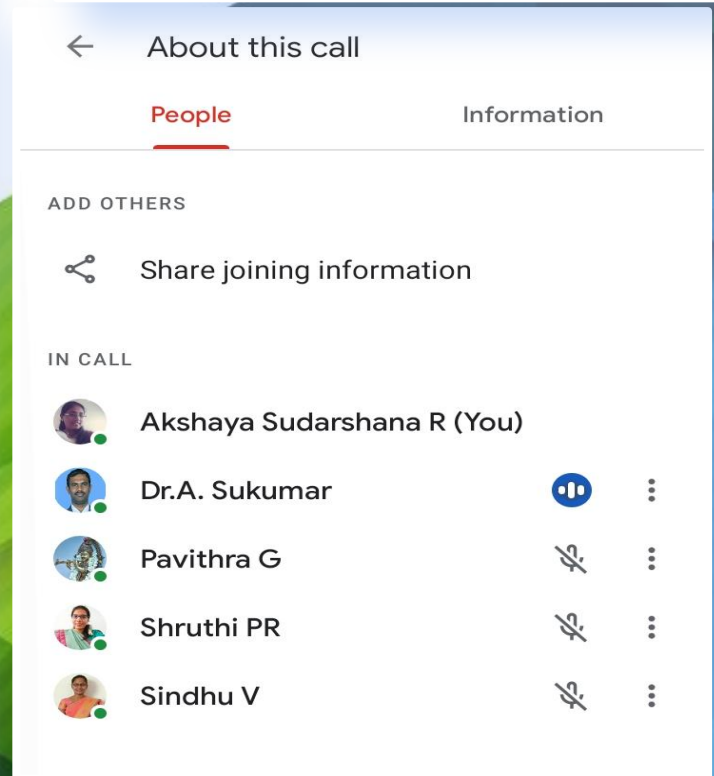 About this call
People Information
ADD OTHERS
Share joining information
IN CALL
Akshaya Sudarshana R (You)
Dr.A. Sukumar
Pavithra G
Shruthi PR
Sindhu V